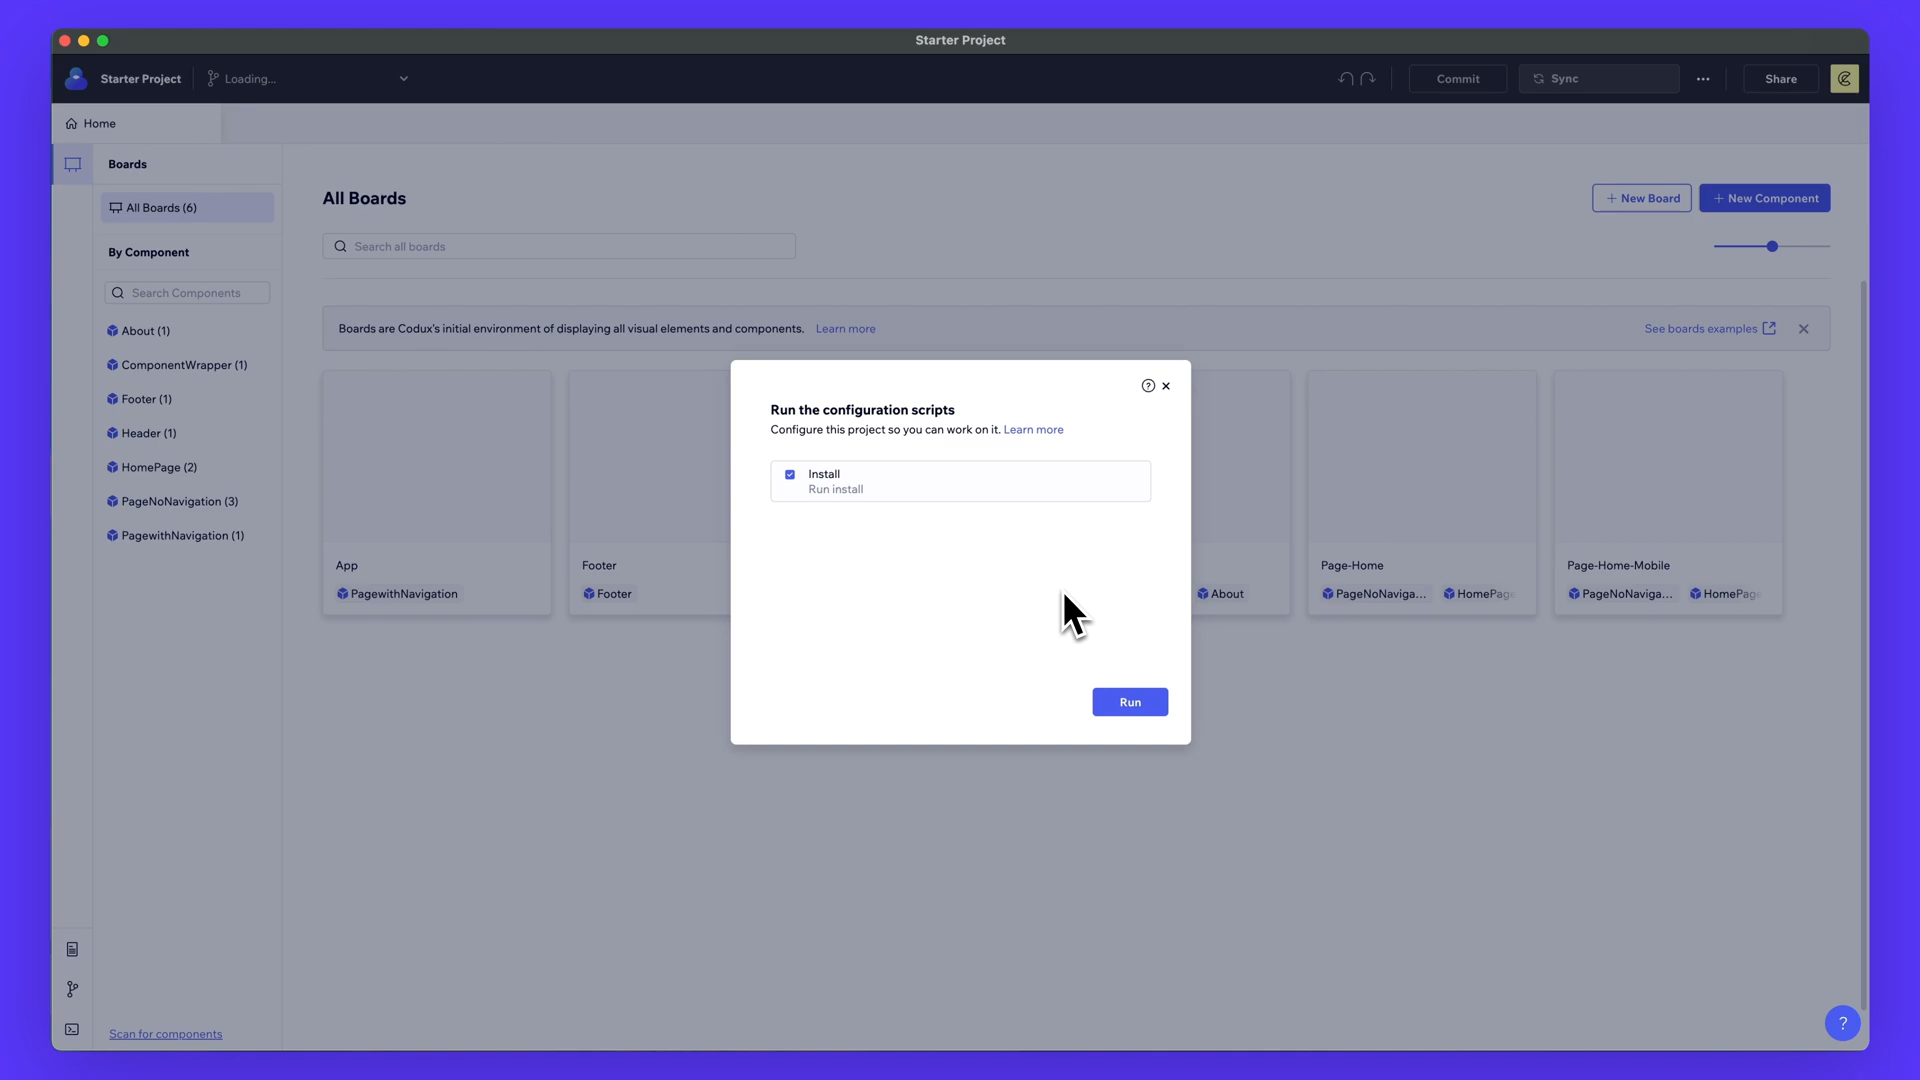 Starter Project
Starter Project
Loading...
Commit
Sync
Share
Home
Boards
All Boards (6)
By Component
Search Components
About (1)
ComponentWrapper (1)
Footer (1)
Header (1)
HomePage (2)
PageNoNavigation (3)
PagewithNavigation (1)
Scan for components
All Boards
+ New Board
+ New Component
Search all boards
Boards are Codux's initial environment of displaying all visual elements and components. Learn more
See boards examples
App
PagewithNavigation
Footer
Footer
About
Page-Home
PageNoNaviga... HomePag
Page-Home-Mobile
PageNoNaviga... HomePag
Run the configuration scripts
Configure this project so you can work on it. Learn more
Install
Run install
Run
?